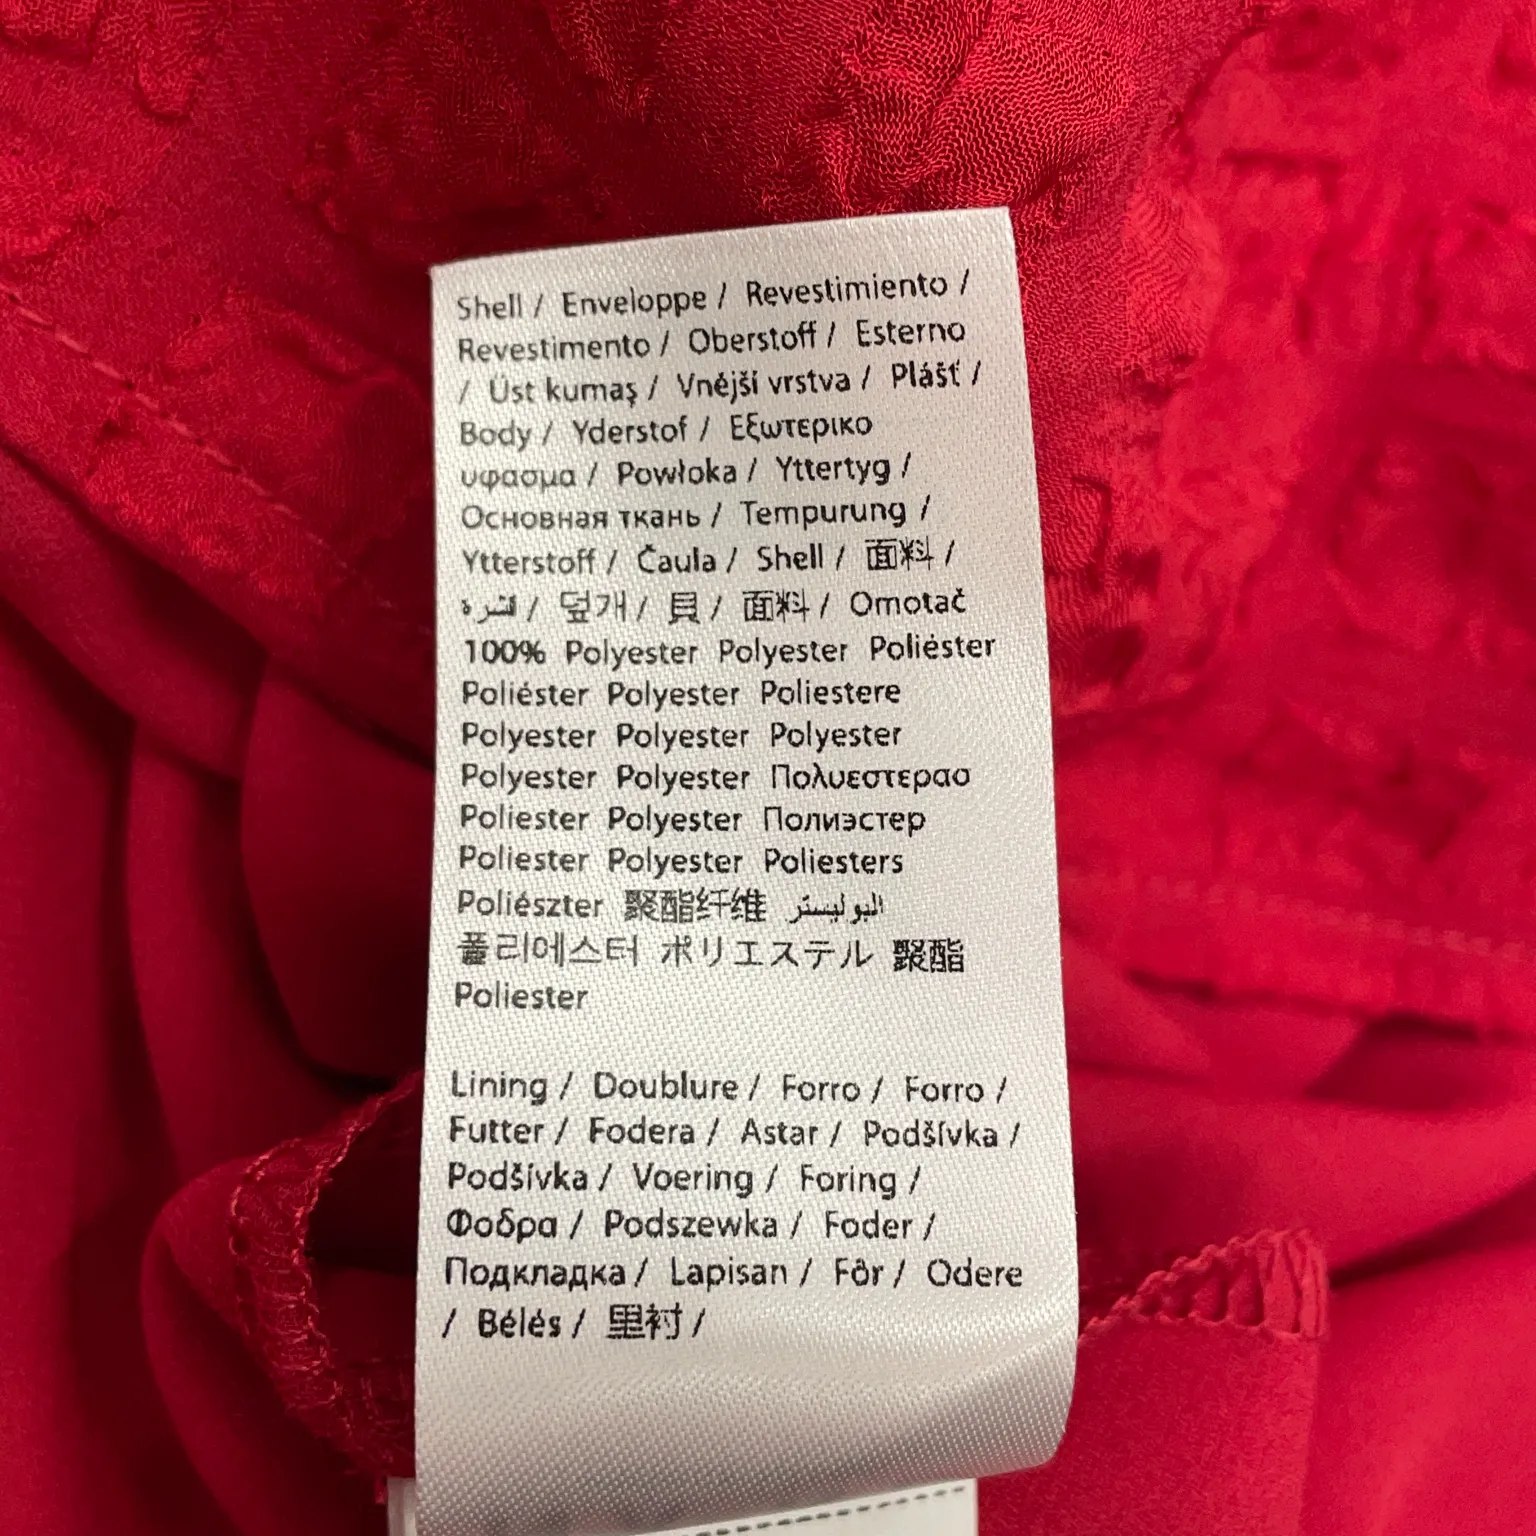 Shell / Enveloppe / Revestimiento /
Revestimento / Oberstoff / Esterno
/ Üst kumaş / Vnější vrstva / Plášť /
Body / Yderstof / Εξωτερικο
υφασμα / Powłoka / Yttertyg /
Основная ткань / Tempurung /
Ytterstoff / Čaula / Shell / 面料 /
/ 덮개 / 貝 / 面料 / Omotač
100% Polyester Polyester Poliéster
Poliéster Polyester Poliestere
Polyester Polyester Polyester
Polyester Polyester Πολυεστερασ
Poliester Polyester Полиэстер
Poliester Polyester Poliesters
Poliészter 聚酯纤维 البوليستر
폴리에스터 ポリエステル 聚酯
Poliester
Lining / Doublure / Forro / Forro /
Futter / Fodera / Astar / Podšívka /
Podšívka / Voering / Foring /
Φοδρα / Podszewka / Foder /
Подкладка / Lapisan / Fôr / Odere
/ Bélés / 里衬 /